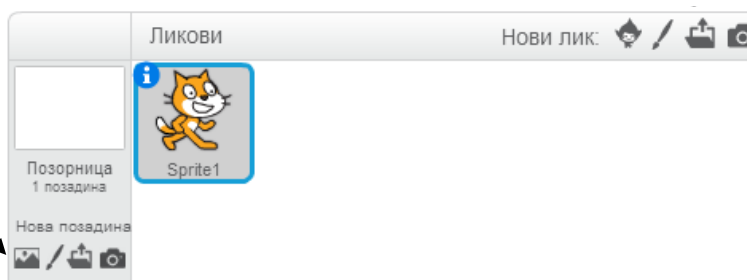 Ликови
Нови лик:
Sprite1
Позорница
1 позадина
Нова позадина